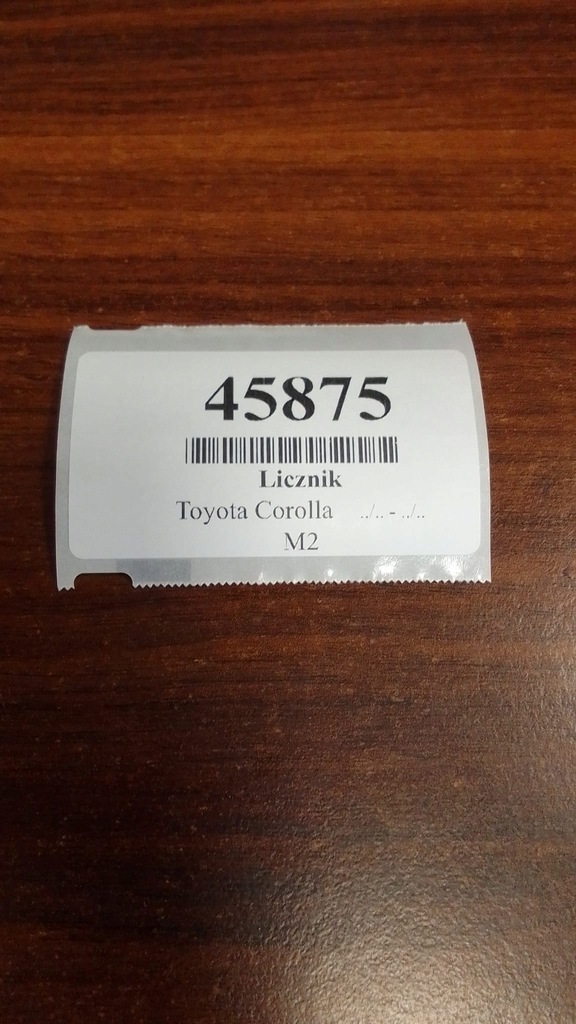 45875
Licznik
Toyota Corolla ../.. - ../..
M2